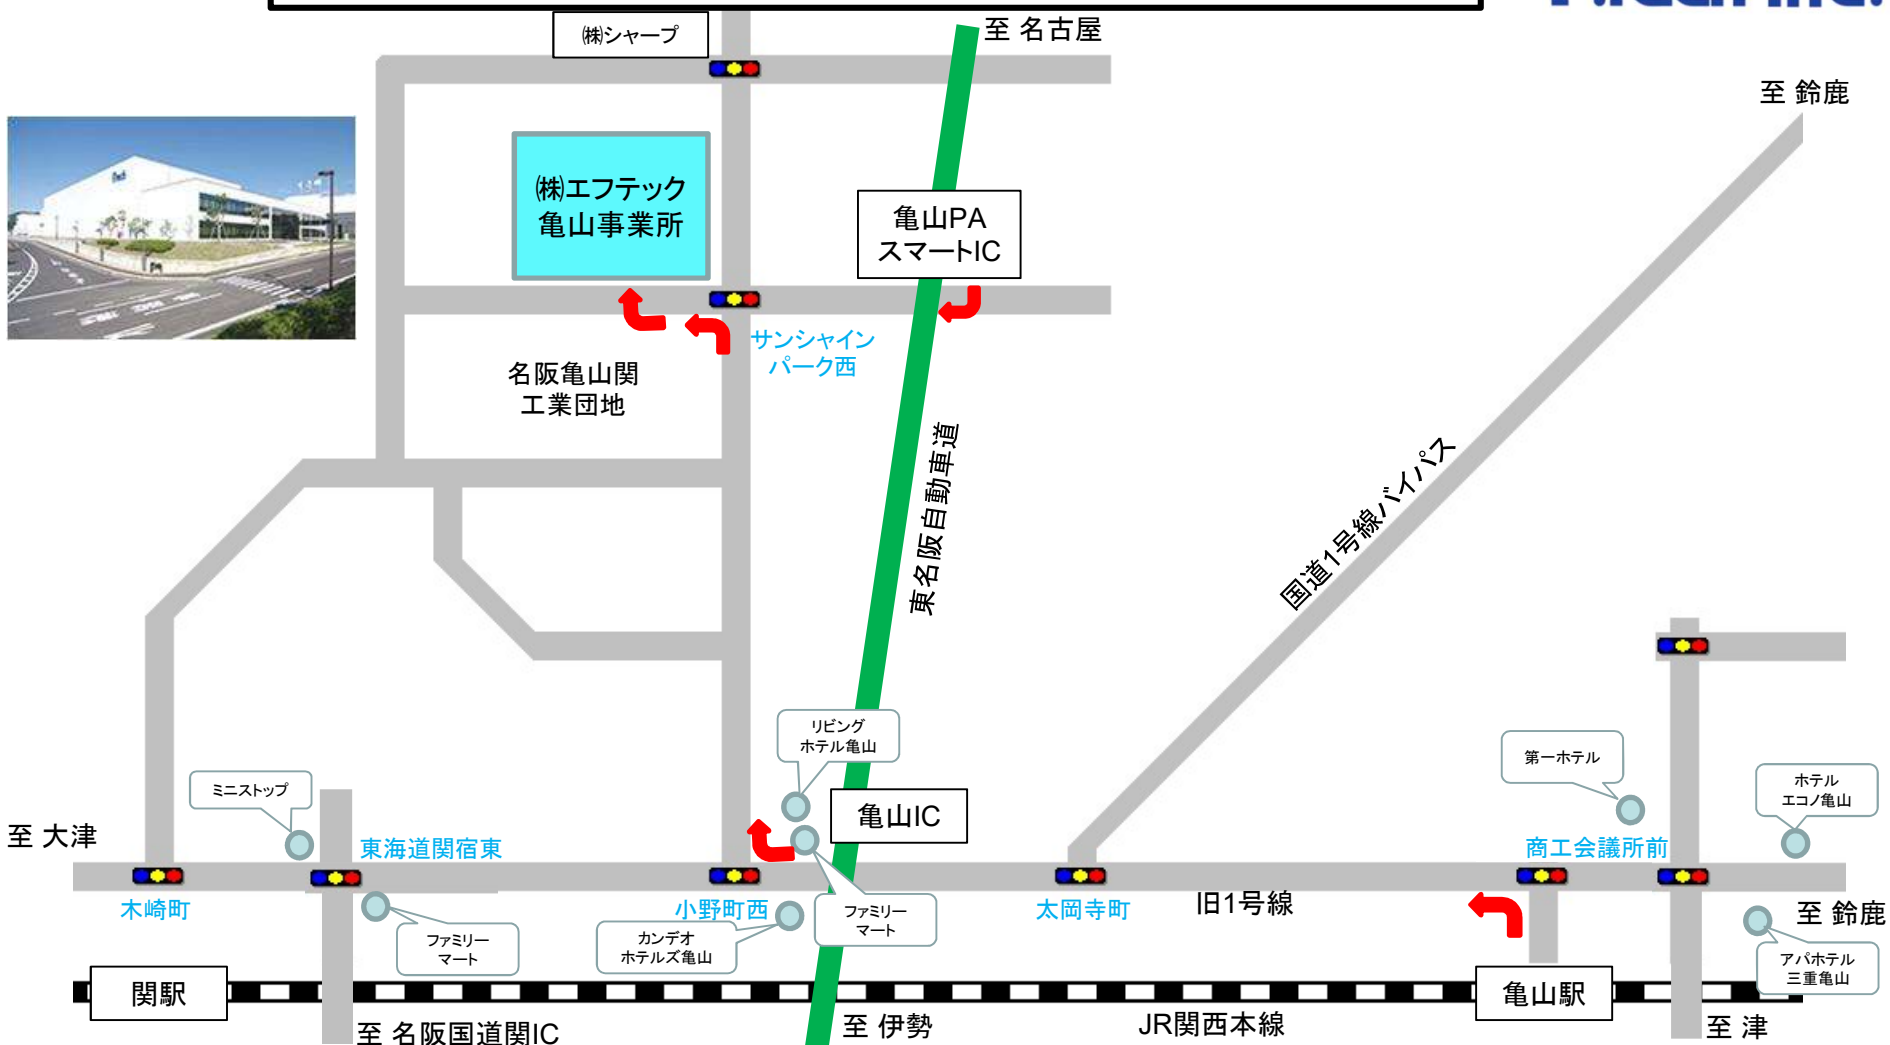 ㈱シャープ
至 名古屋
至 鈴鹿
㈱エフテック
亀山事業所
亀山PA
スマートIC
サンシャイン
パーク西
名阪亀山関
工業団地
東名阪自動車道
国道1号線バイパス
リビング
ホテル亀山
第一ホテル
ミニストップ
ホテル
エコノ亀山
亀山IC
至 大津
東海道関宿東
商工会議所前
木崎町
小野町西
太岡寺町
旧1号線
至 鈴鹿
ファミリー
マート
カンデオ
ホテルズ亀山
ファミリー
マート
アパホテル
三重亀山
関駅
亀山駅
至 名阪国道関IC
至 伊勢
JR関西本線
至 津